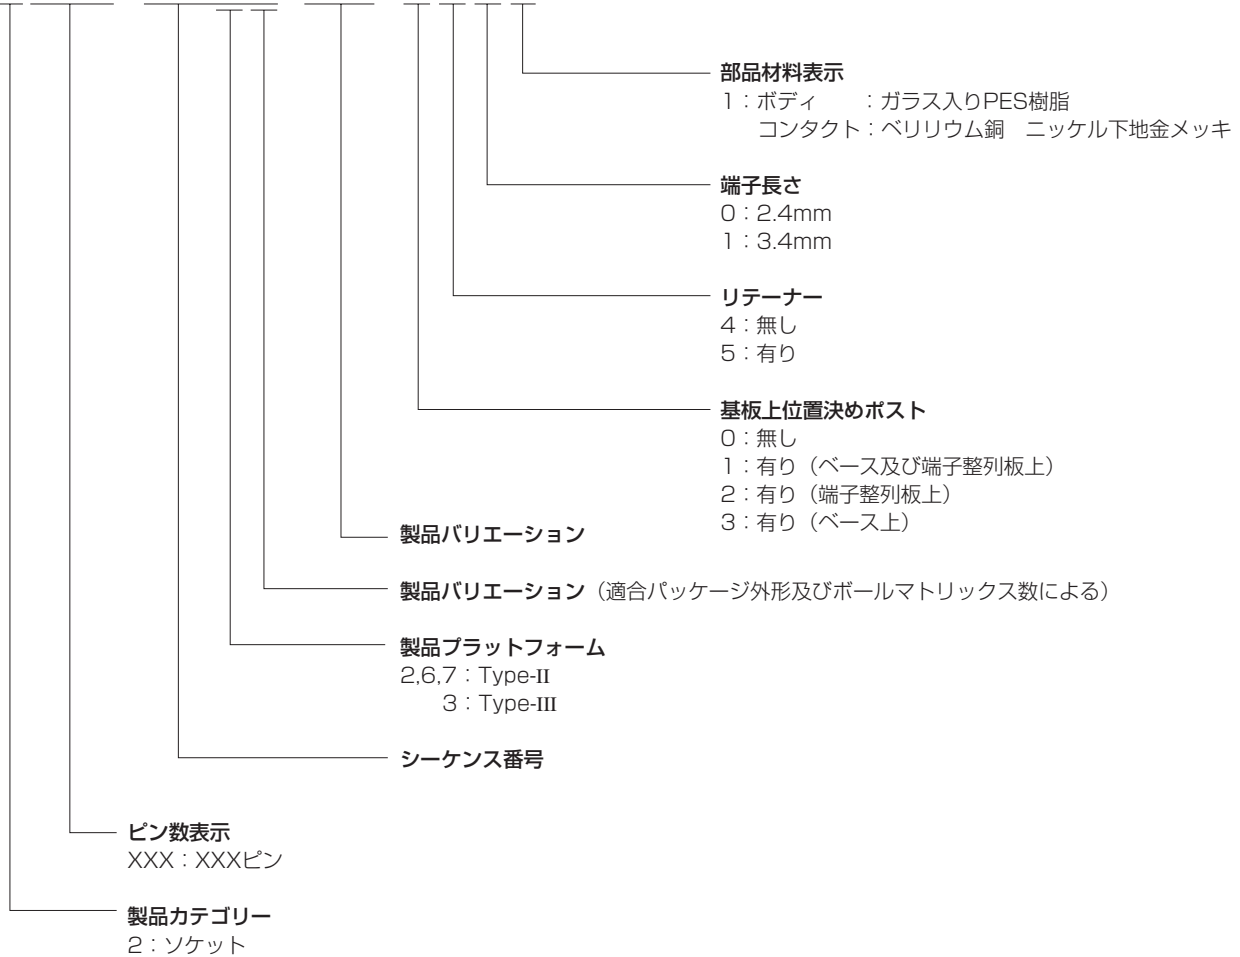 部品材料表示
1：ボディ　　：ガラス入りPES樹脂
コンタクト：ベリリウム銅　ニッケル下地金メッキ
端子長さ
0：2.4mm
1：3.4mm
リテーナー
4：無し
5：有り
基板上位置決めポスト
0：無し
1：有り（ベース及び端子整列板上）
2：有り（端子整列板上）
3：有り（ベース上）
製品バリエーション
製品バリエーション（適合パッケージ外形及びボールマトリックス数による）
製品プラットフォーム
2,6,7：Type-II
3：Type-III
シーケンス番号
ピン数表示
XXX：XXXピン
製品カテゴリー
2：ソケット